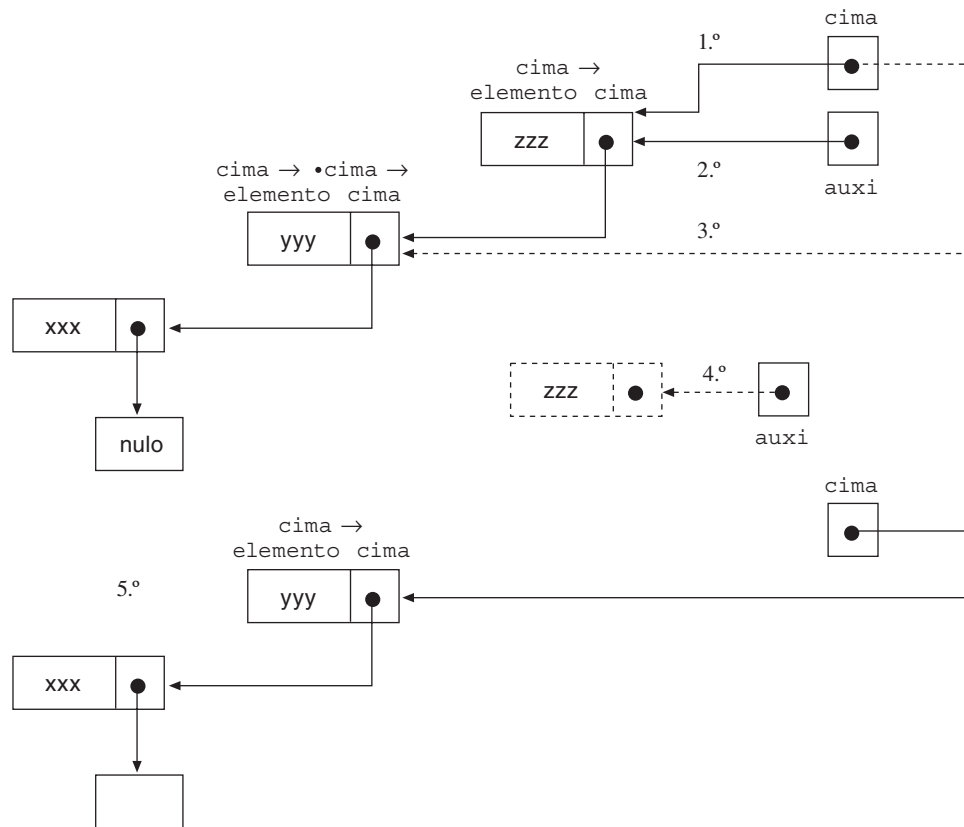 cima
1.º
cima →
elemento cima
zzz
2.º
auxi
cima → •cima →
elemento cima
3.º
yyy
xxx
4.º
zzz
auxi
nulo
cima
cima →
elemento cima
5.º
yyy
xxx